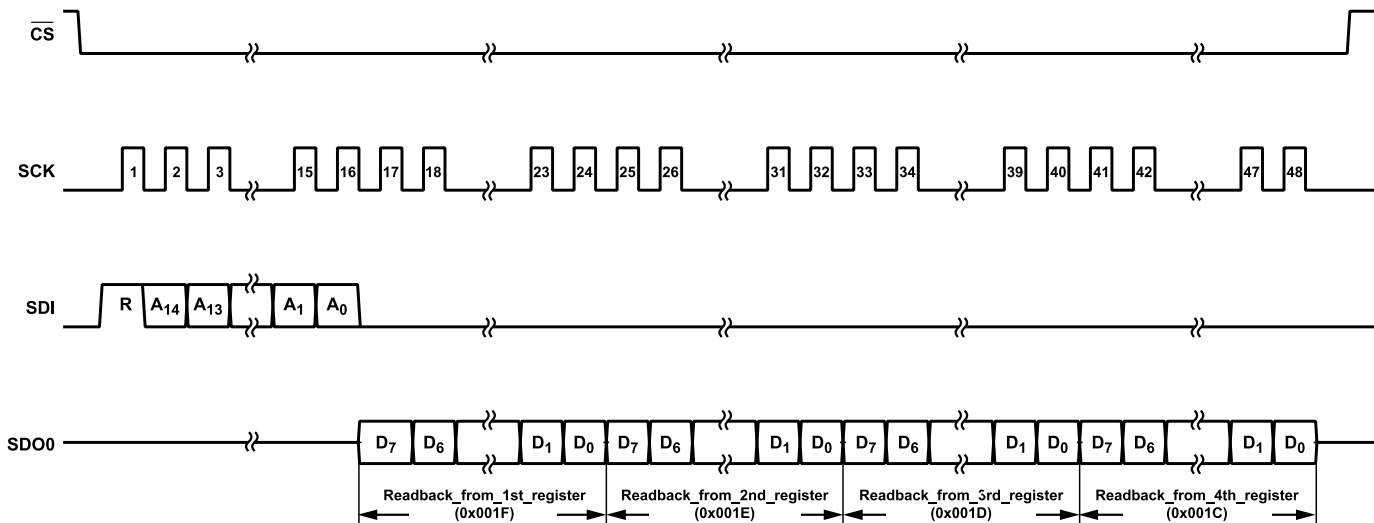 CS
SCK
1 2 3 15 16 17 18 23 24 25 26 31 32 33 34 39 40 41 42 47 48
SDI
R A14 A13 A1 A0
SDO0
D7 D6 D1 D0 D7 D6 D1 D0 D7 D6 D1 D0 D7 D6 D1 D0
Readback_from_1st_register
(0x001F)
Readback_from_2nd_register
(0x001E)
Readback_from_3rd_register
(0x001D)
Readback_from_4th_register
(0x001C)